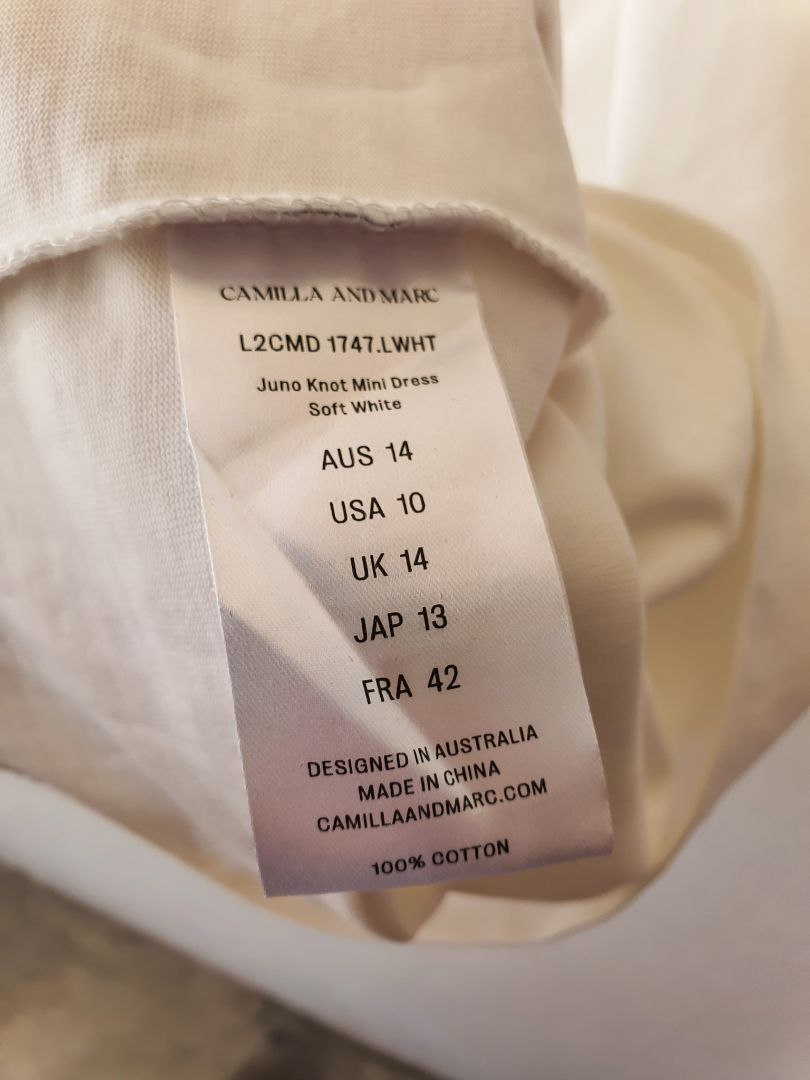 CAMILLA AND MARC
L2CMD 1747.LWHT
Juno Knot Mini Dress
Soft White
AUS 14
USA 10
UK 14
JAP 13
FRA 42
DESIGNED IN AUSTRALIA
MADE IN CHINA
CAMILLAANDMARC.COM
100% COTTON